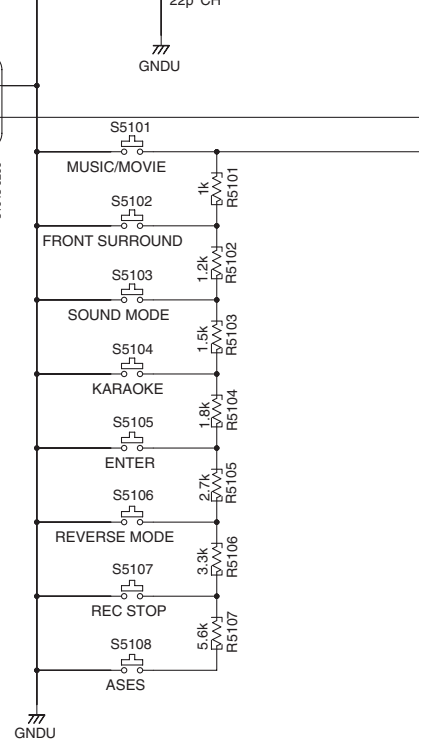 22p CH
GNDU
S5101
MUSIC/MOVIE
1k
R5101
S5102
FRONT SURROUND
1.2k
R5102
S5103
SOUND MODE
1.5k
R5103
S5104
KARAOKE
1.8k
R5104
S5105
ENTER
2.7k
R5105
S5106
REVERSE MODE
3.3k
R5106
S5107
REC STOP
5.6k
R5107
S5108
ASES
GNDU